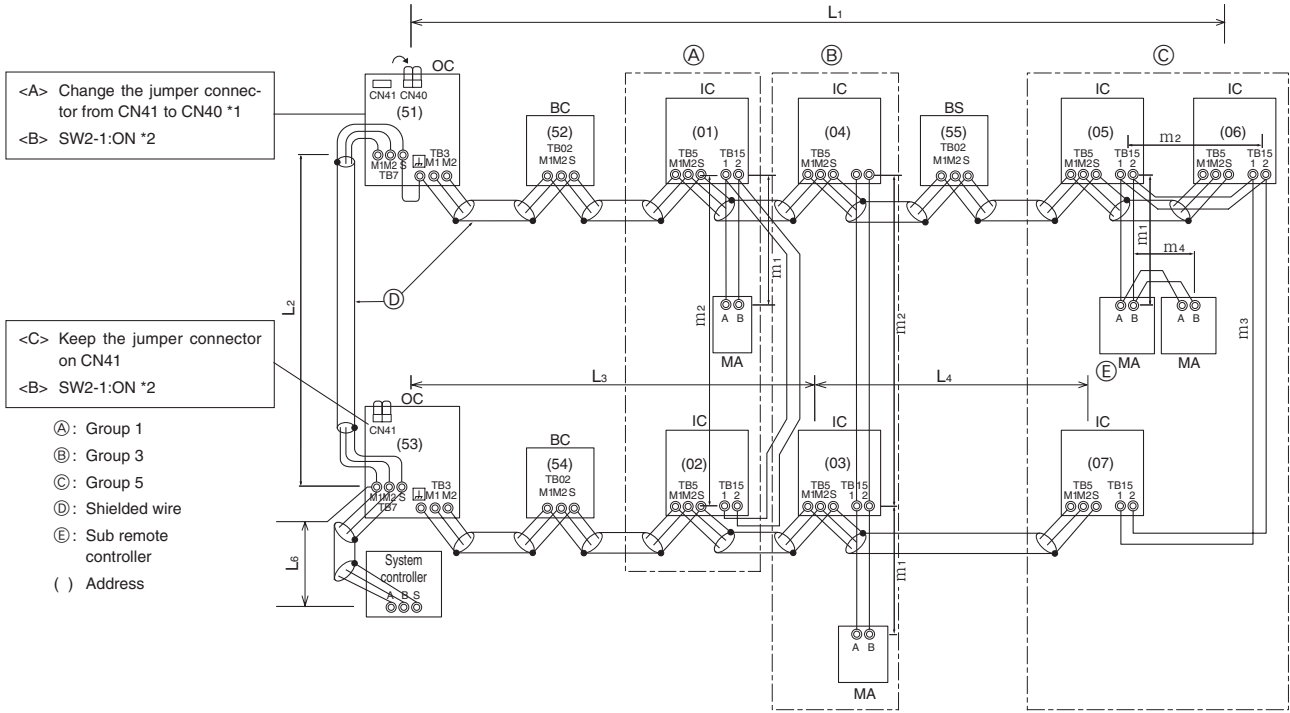 L1
Ⓐ
Ⓑ
Ⓒ
<A> Change the jumper connec-
tor from CN41 to CN40 *1
<B> SW2-1:ON *2
OC
CN41 CN40
(51)
M1M2 S
TB7
TB3
M1 M2
BC
(52)
TB02
M1M2S
IC
(01)
TB5
M1M2S
TB15
1 2
IC
(04)
TB5
M1M2S
TB15
1 2
BS
(55)
TB02
M1M2S
IC
(05)
TB5
M1M2S
TB15
1 2
m2
IC
(06)
TB5
M1M2S
TB15
1 2
L2
Ⓓ
m2
m1
A B
MA
m2
m1
m4
m3
A B
MA
A B
MA
Ⓔ
L3
L4
<C> Keep the jumper connector
on CN41
<B> SW2-1:ON *2
OC
CN41
(53)
M1M2 S
TB7
TB3
M1 M2
BC
(54)
TB02
M1M2S
IC
(02)
TB5
M1M2S
TB15
1 2
IC
(03)
TB5
M1M2S
TB15
1 2
IC
(07)
TB5
M1M2S
TB15
1 2
Ⓐ: Group 1
Ⓑ: Group 3
Ⓒ: Group 5
Ⓓ: Shielded wire
Ⓔ: Sub remote
controller
( ) Address
L6
System
controller
A B S
m1
A B
MA